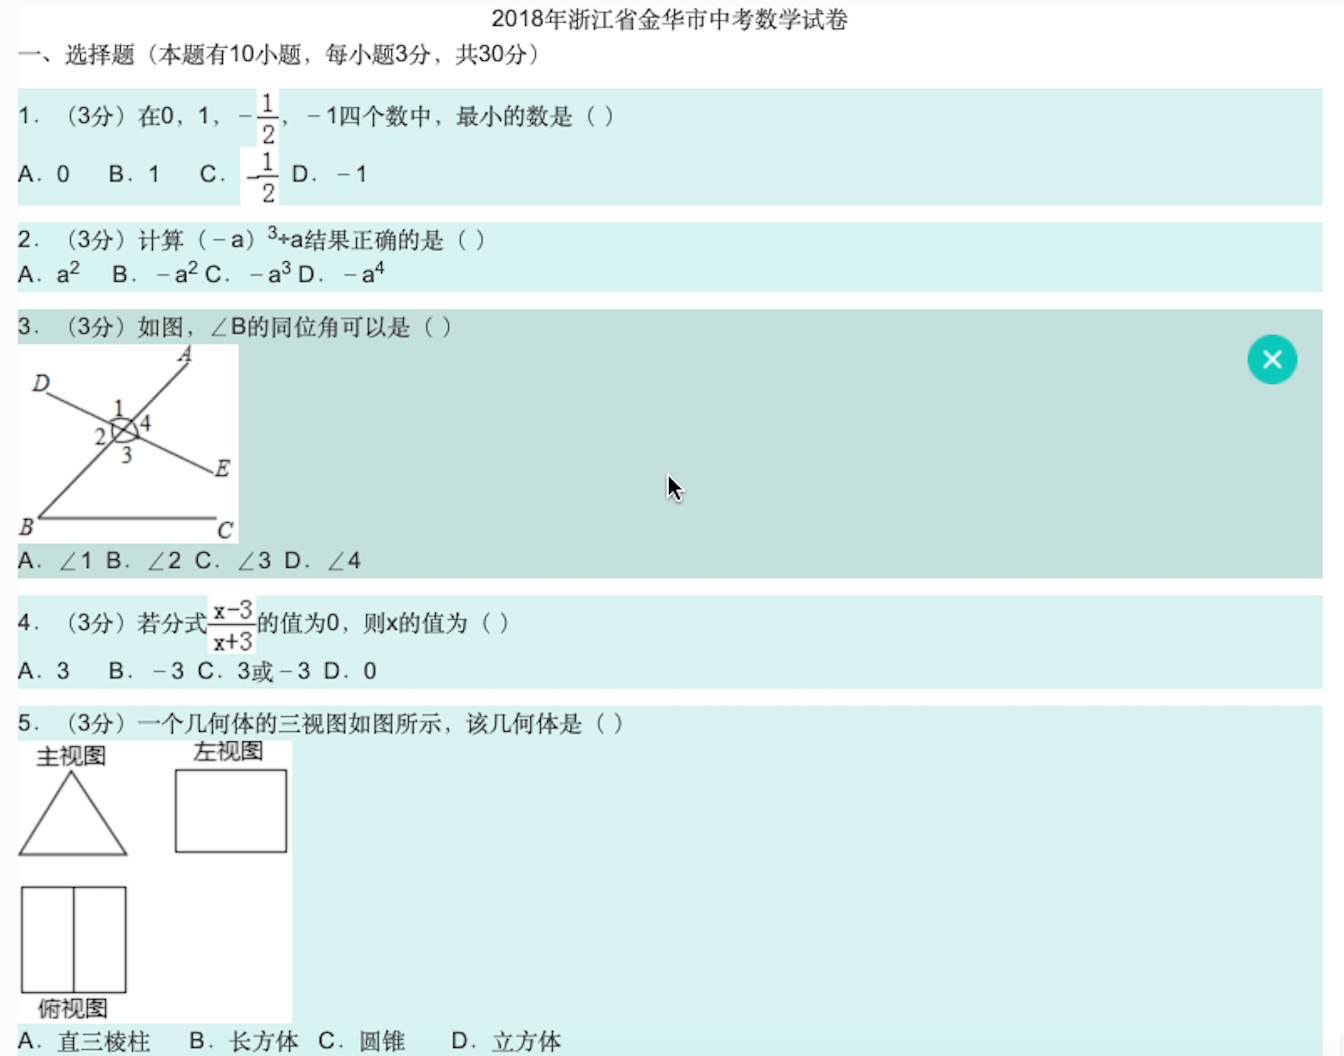 2018年浙江省金华市中考数学试卷
一、选择题（本题有10小题，每小题3分，共30分）
1．（3分）在0，1，－1/2，－1四个数中，最小的数是（ ）
A．0 B．1 C．-1/2 D．－1
2．（3分）计算（－a）³÷a结果正确的是（ ）
A．a² B．－a² C．－a³ D．－a⁴
3．（3分）如图，∠B的同位角可以是（ ）
A
D
1
4
2
3
E
B
C
A．∠1 B．∠2 C．∠3 D．∠4
4．（3分）若分式x-3/x+3的值为0，则x的值为（ ）
A．3 B．－3 C．3或－3 D．0
5．（3分）一个几何体的三视图如图所示，该几何体是（ ）
主视图 左视图
俯视图
A．直三棱柱 B．长方体 C．圆锥 D．立方体